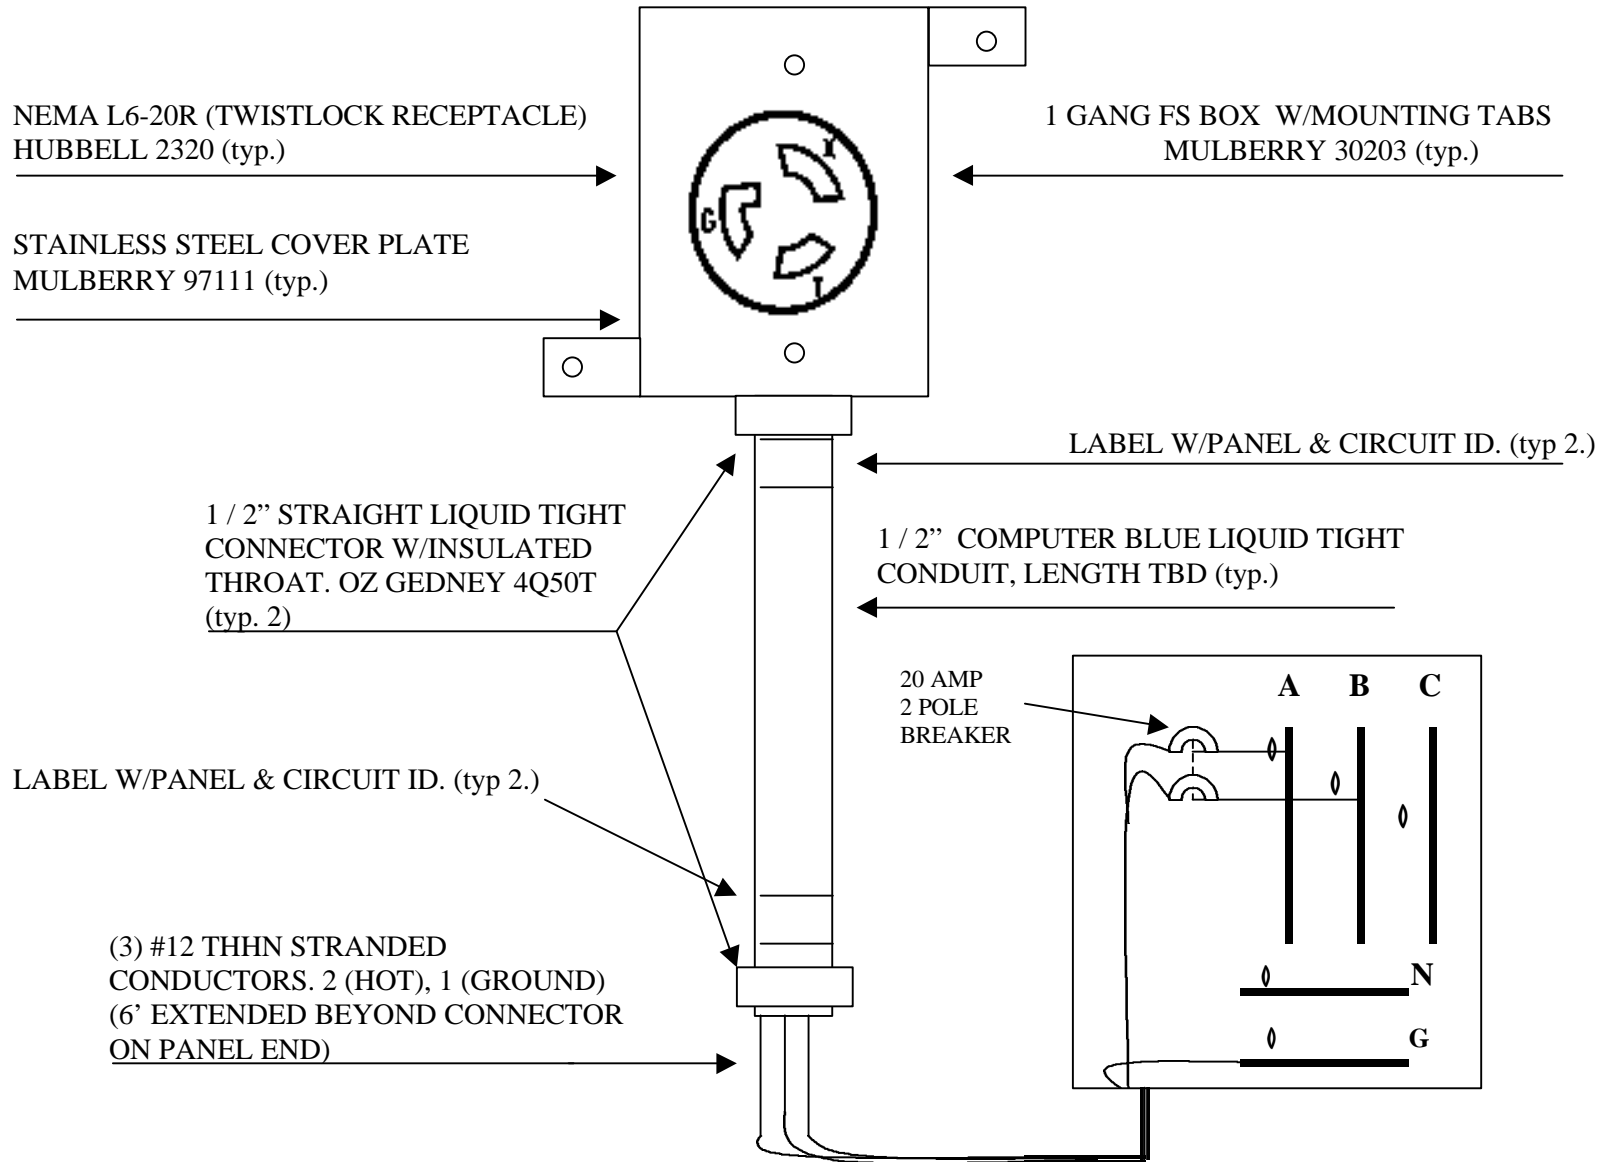 NEMA L6-20R (TWISTLOCK RECEPTACLE)
HUBBELL 2320 (typ.)
1 GANG FS BOX W/MOUNTING TABS
MULBERRY 30203 (typ.)
G
STAINLESS STEEL COVER PLATE
MULBERRY 97111 (typ.)
LABEL W/PANEL & CIRCUIT ID. (typ 2.)
1 / 2” STRAIGHT LIQUID TIGHT
CONNECTOR W/INSULATED
THROAT. OZ GEDNEY 4Q50T
(typ. 2)
1 / 2” COMPUTER BLUE LIQUID TIGHT
CONDUIT, LENGTH TBD (typ.)
20 AMP
2 POLE
BREAKER
A B C
LABEL W/PANEL & CIRCUIT ID. (typ 2.)
(3) #12 THHN STRANDED
CONDUCTORS. 2 (HOT), 1 (GROUND)
(6’ EXTENDED BEYOND CONNECTOR
ON PANEL END)
N
G